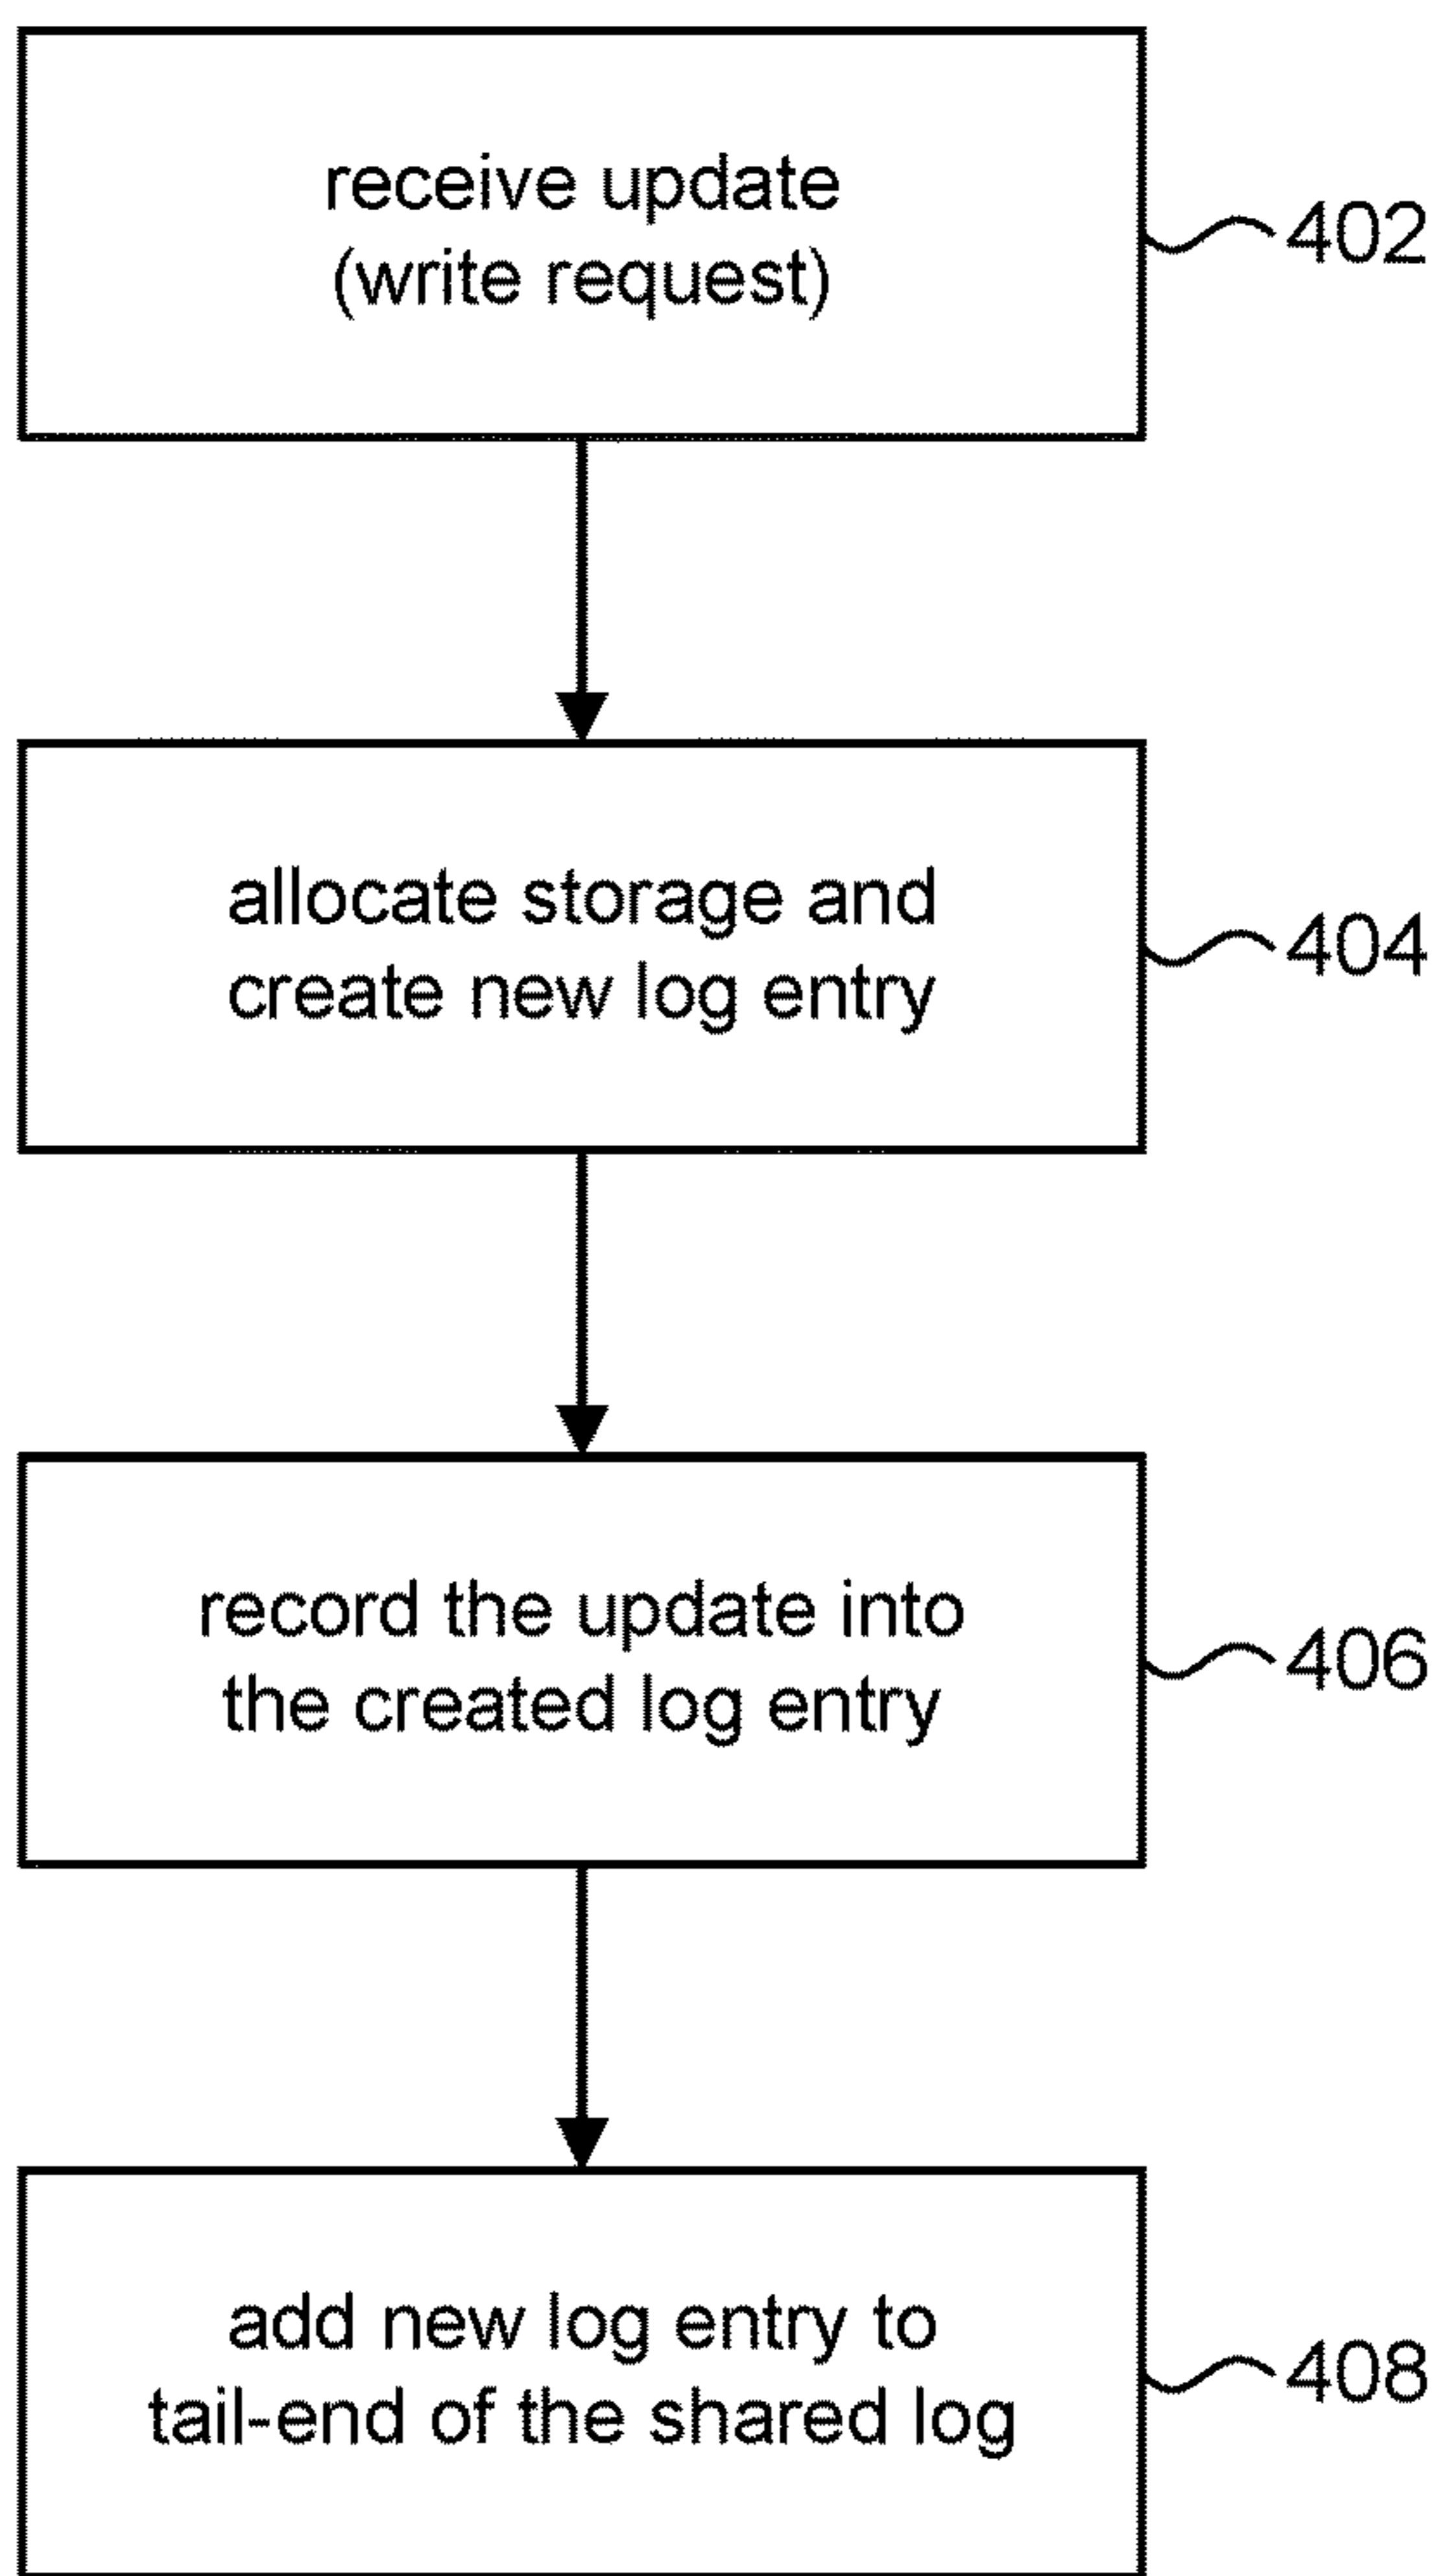 receive update
(write request)
402
allocate storage and
create new log entry
404
record the update into
the created log entry
406
add new log entry to
tail-end of the shared log
408